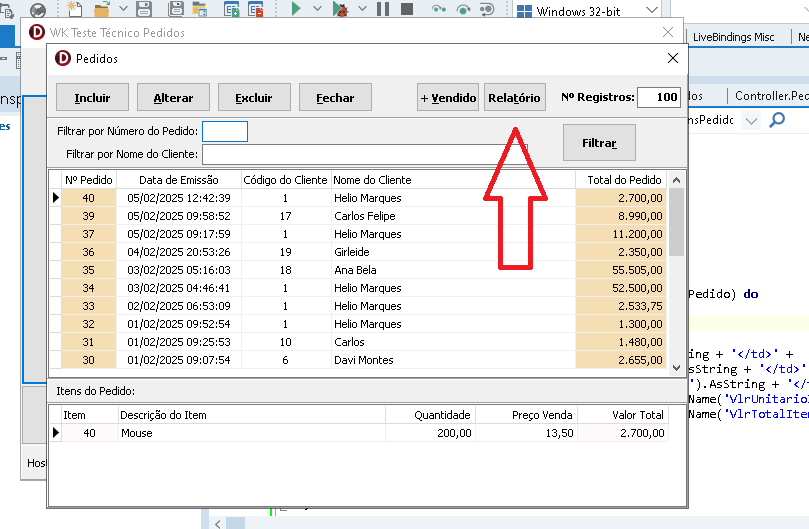 Windows 32-bit
WK Teste Técnico Pedidos
LiveBindings Misc
Ne
Pedidos
Incluir
Alterar
Excluir
Fechar
+ Vendido
Relatório
Nº Registros:
100
dos
Controller.Ped
nsp
nsPedido
es
Filtrar por Número do Pedido:
Filtrar por Nome do Cliente:
Filtrar
Nº Pedido Data de Emissão Código do Cliente Nome do Cliente Total do Pedido
40 05/02/2025 12:42:39 1 Helio Marques 2.700,00
39 05/02/2025 09:58:52 17 Carlos Felipe 8.990,00
37 05/02/2025 09:17:59 1 Helio Marques 11.200,00
36 04/02/2025 20:53:26 19 Girleide 2.350,00
35 03/02/2025 05:16:03 18 Ana Bela 55.505,00
34 03/02/2025 04:46:41 1 Helio Marques 52.500,00
33 02/02/2025 06:53:09 1 Helio Marques 2.533,75
32 01/02/2025 09:52:54 1 Helio Marques 1.300,00
31 01/02/2025 09:25:53 10 Carlos 1.480,00
30 01/02/2025 09:07:54 6 Davi Montes 2.655,00
Pedido) do
ing + '</td>' +
sString + '</td>'
').AsString + '</t
Name('VlrUnitario
Name('VlrTotalIte
Itens do Pedido:
Item Descrição do Item Quantidade Preço Venda Valor Total
40 Mouse 200,00 13,50 2.700,00
Host